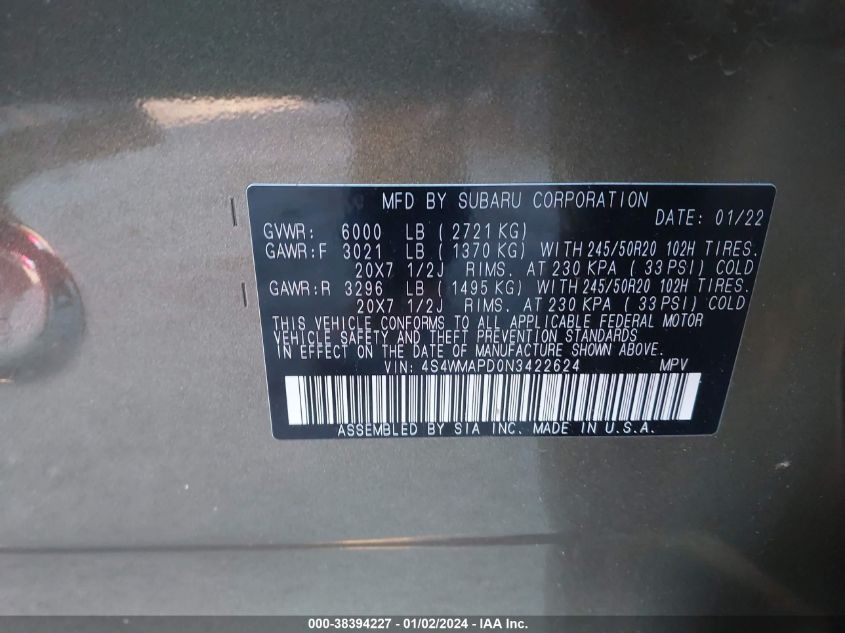 MFD BY SUBARU CORPORATION
DATE: 01/22
GVWR: 6000 LB ( 2721 KG)
GAWR:F 3021 LB ( 1370 KG) WITH 245/50R20 102H TIRES.
20X7 1/2J RIMS. AT 230 KPA ( 33 PSI) COLD
GAWR:R 3296 LB ( 1495 KG) WITH 245/50R20 102H TIRES.
20X7 1/2J RIMS. AT 230 KPA ( 33 PSI) COLD
THIS VEHICLE CONFORMS TO ALL APPLICABLE FEDERAL MOTOR
VEHICLE SAFETY AND THEFT PREVENTION STANDARDS
IN EFFECT ON THE DATE OF MANUFACTURE SHOWN ABOVE.
VIN: 4S4WMAPD0N3422624 MPV
ASSEMBLED BY SIA INC. MADE IN U.S.A.
000-38394227 - 01/02/2024 - IAA Inc.